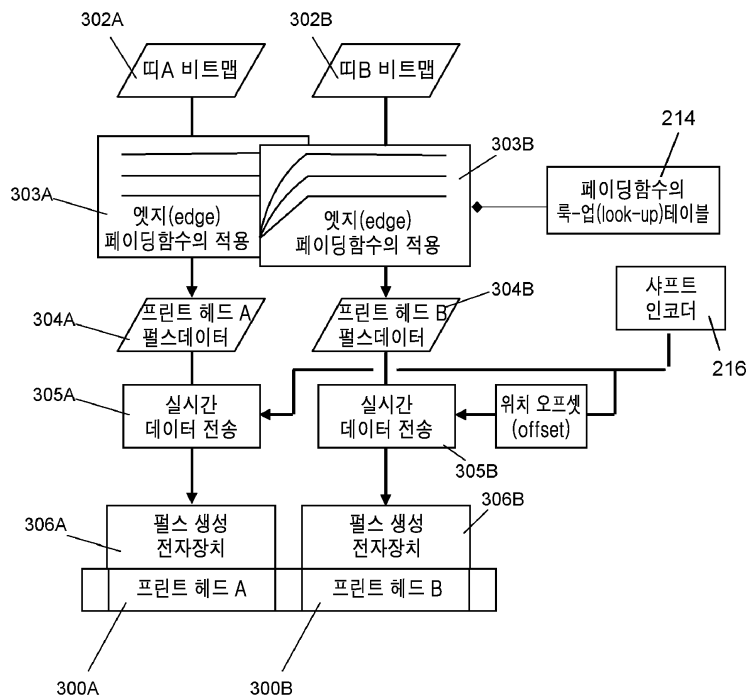 302A
302B
띠A 비트맵
띠B 비트맵
214
303B
303A
엣지(edge)
페이딩함수의 적용
엣지(edge)
페이딩함수의 적용
페이딩함수의
룩-업(look-up)테이블
304B
304A
프린트 헤드 A
펄스데이터
프린트 헤드 B
펄스데이터
샤프트
인코더
216
305A
실시간
데이터 전송
실시간
데이터 전송
위치 오프셋
(offset)
305B
306A
306B
펄스 생성
전자장치
펄스 생성
전자장치
프린트 헤드 A
프린트 헤드 B
300A
300B